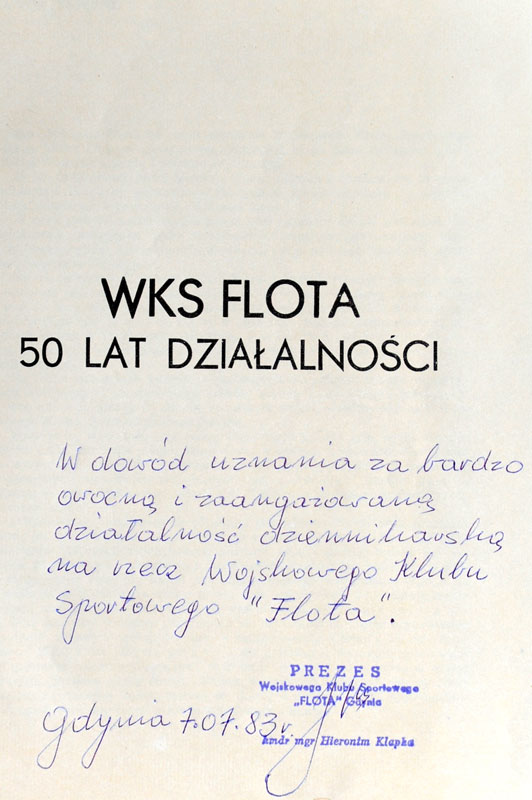 WKS FLOTA
50 LAT DZIAŁALNOŚCI
W dowód uznania za bardzo
owocną i zaangażowaną
działalność dziennikarską
na rzecz Wojskowego Klubu
Sportowego "Flota".
PREZES
Wojskowego Klubu Sportowego
„FLOTA" Gdynia
kmdr mgr Hieronim Klapka
Gdynia 7.07.83 r.